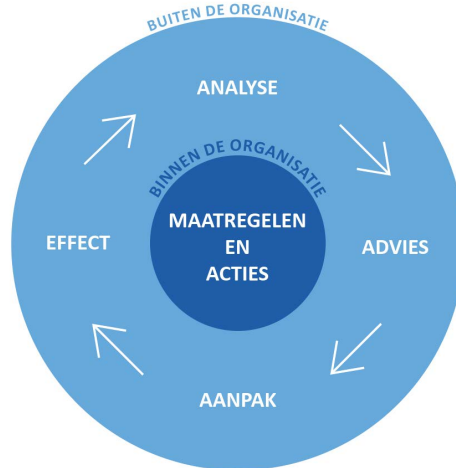 BUITEN DE ORGANISATIE
ANALYSE
BINNEN DE ORGANISATIE
MAATREGELEN
EN
ACTIES
EFFECT
ADVIES
AANPAK